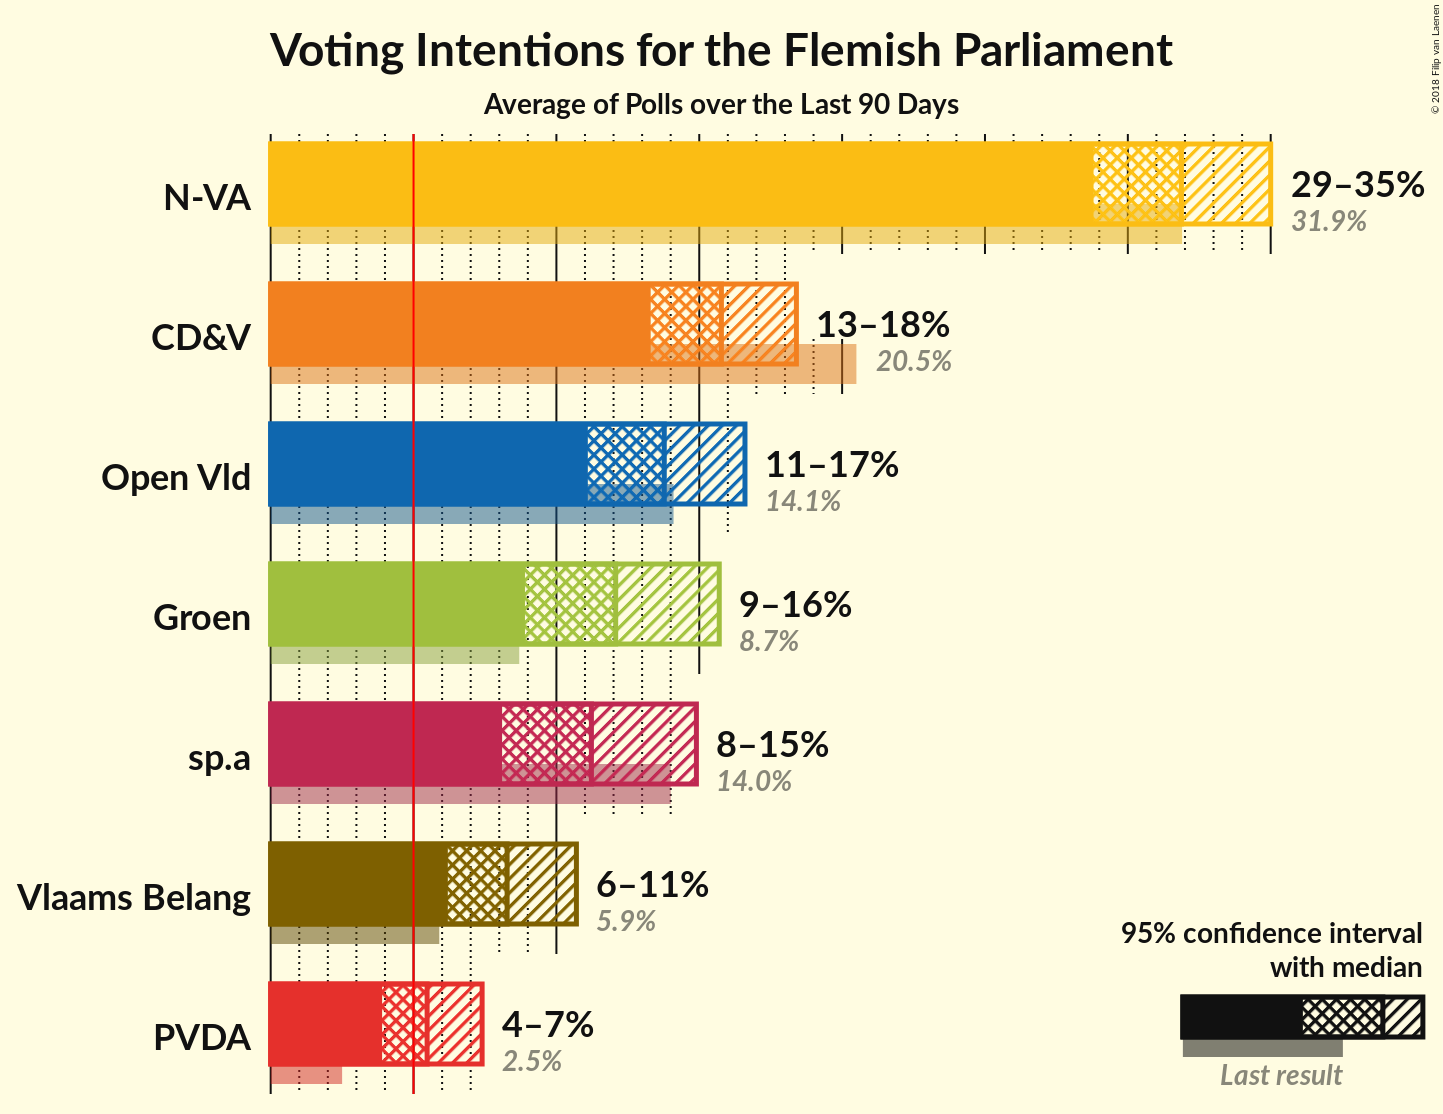 Voting Intentions for the Flemish Parliament
Average of Polls over the Last 90 Days
© 2018 Filip van Laenen
N-VA
29–35%
31.9%
CD&V
13–18%
20.5%
Open Vld
11–17%
14.1%
Groen
9–16%
8.7%
sp.a
8–15%
14.0%
Vlaams Belang
6–11%
5.9%
PVDA
4–7%
2.5%
95% confidence interval
with median
Last result